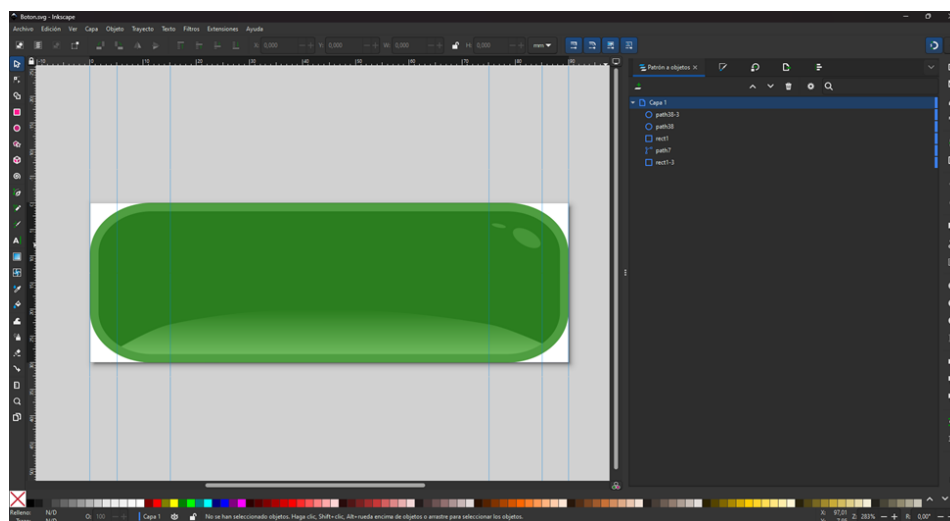 Boton.svg - Inkscape
Archivo Edición Ver Capa Objeto Trayecto Texto Filtros Extensiones Ayuda
X: 0,000 Y: 0,000 W: 0,000 H: 0,000 mm
Patrón a objetos
Capa 1
path38-3
path38
rect1
path7
rect1-3
Relleno: N/D
N/D
O: 100
Capa 1
No se han seleccionado objetos. Haga clic, Shift+clic, Alt+rueda encima de objetos o arrastre para seleccionar los objetos.
X: 97,01
Z: 283%
R: 0,00°